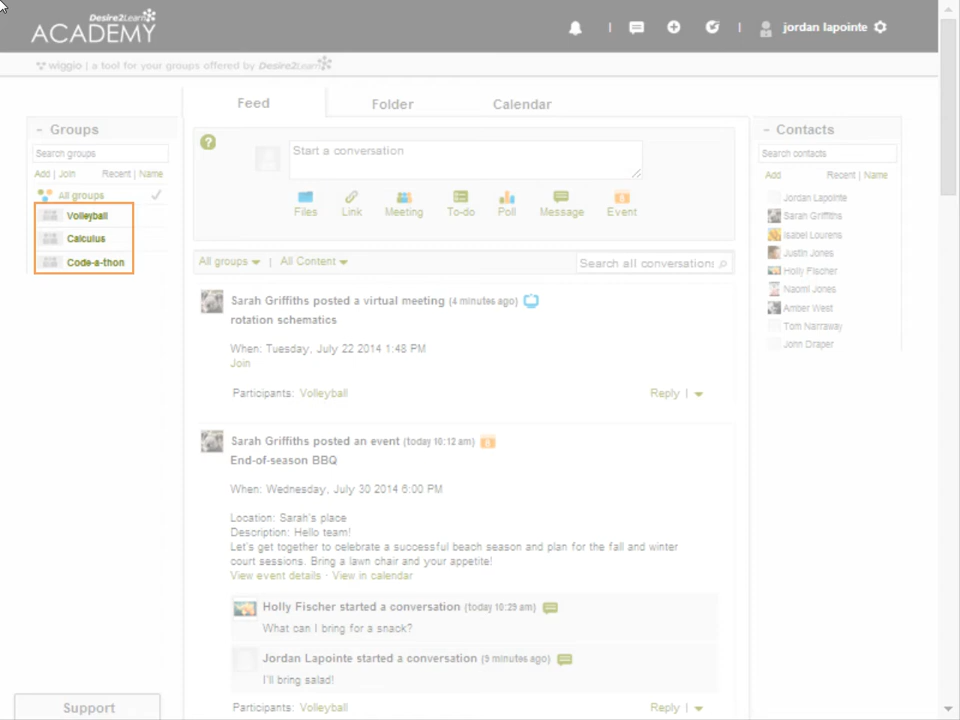 Desire2Learn
ACADEMY
jordan lapointe
wiggio | a tool for your groups offered by Desire2Learn
Feed
Folder
Calendar
- Groups
Search groups
Add | Join Recent | Name
All groups
Volleyball
Calculus
Code-a-thon
?
Start a conversation
Files
Link
Meeting
To-do
Poll
Message
Event
All groups | All Content
Search all conversations
Sarah Griffiths posted a virtual meeting (4 minutes ago)
rotation schematics
When: Tuesday, July 22 2014 1:48 PM
Join
Participants: Volleyball
Reply |
Sarah Griffiths posted an event (today 10:12 am)
End-of-season BBQ
When: Wednesday, July 30 2014 6:00 PM
Location: Sarah's place
Description: Hello team!
Let's get together to celebrate a successful beach season and plan for the fall and winter
court sessions. Bring a lawn chair and your appetite!
View event details · View in calendar
Holly Fischer started a conversation (today 10:29 am)
What can I bring for a snack?
Jordan Lapointe started a conversation (9 minutes ago)
I'll bring salad!
Participants: Volleyball
Reply |
- Contacts
Search contacts
Add Recent | Name
Jordan Lapointe
Sarah Griffiths
Isabel Lourens
Justin Jones
Holly Fischer
Naomi Jones
Amber West
Tom Narraway
John Draper
Support